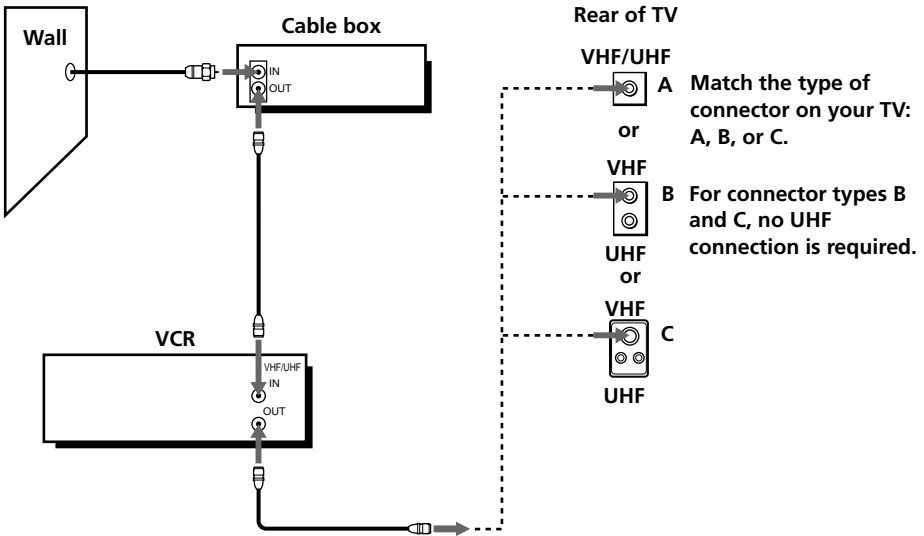 Wall
Cable box
IN
OUT
VCR
VHF/UHF
IN
OUT
Rear of TV
VHF/UHF
A
Match the type of
connector on your TV:
A, B, or C.
or
VHF
B
For connector types B
and C, no UHF
connection is required.
UHF
or
VHF
C
UHF